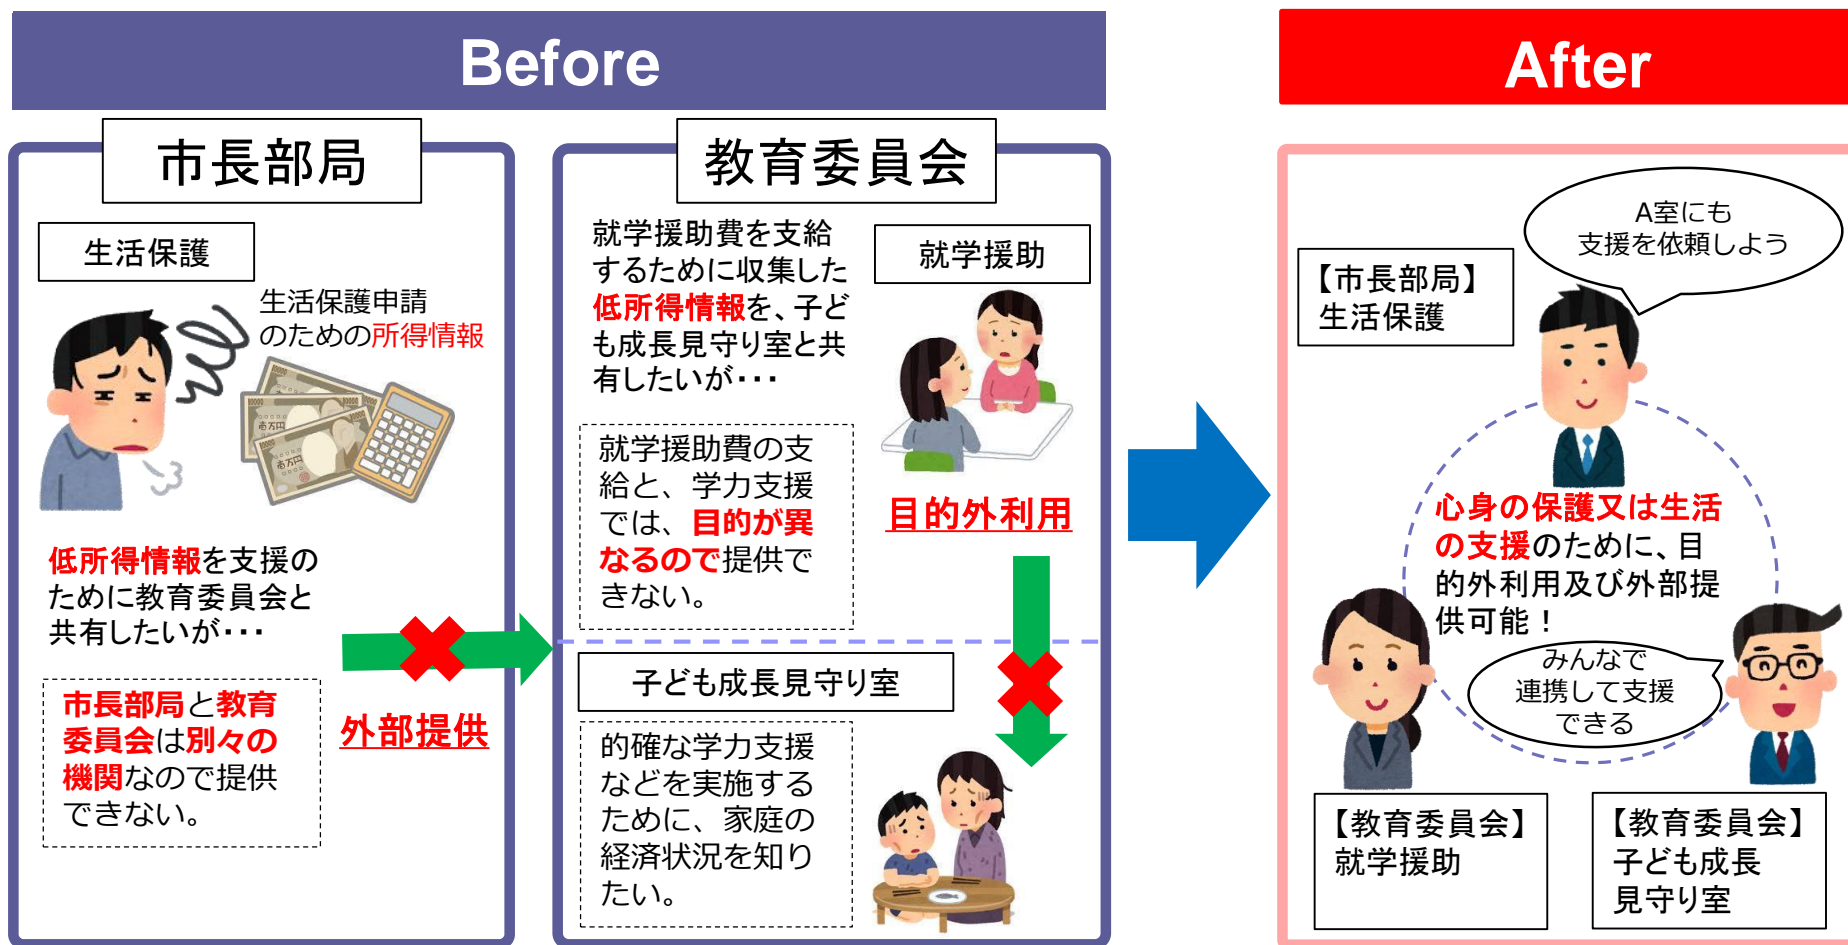 Before
市長部局
生活保護
生活保護申請
のための所得情報
低所得情報を支援の
ために教育委員会と
共有したいが・・・
市長部局と教育
委員会は別々の
機関なので提供
できない。
外部提供
教育委員会
就学援助費を支給
するために収集した
低所得情報を、子ど
も成長見守り室と共
有したいが・・・
就学援助
就学援助費の支
給と、学力支援
では、目的が異
なるので提供で
きない。
目的外利用
子ども成長見守り室
的確な学力支援
などを実施する
ために、家庭の
経済状況を知り
たい。
After
A室にも
支援を依頼しよう
【市長部局】
生活保護
心身の保護又は生活
の支援のために、目
的外利用及び外部提
供可能！
みんなで
連携して支援
できる
【教育委員会】
就学援助
【教育委員会】
子ども成長
見守り室